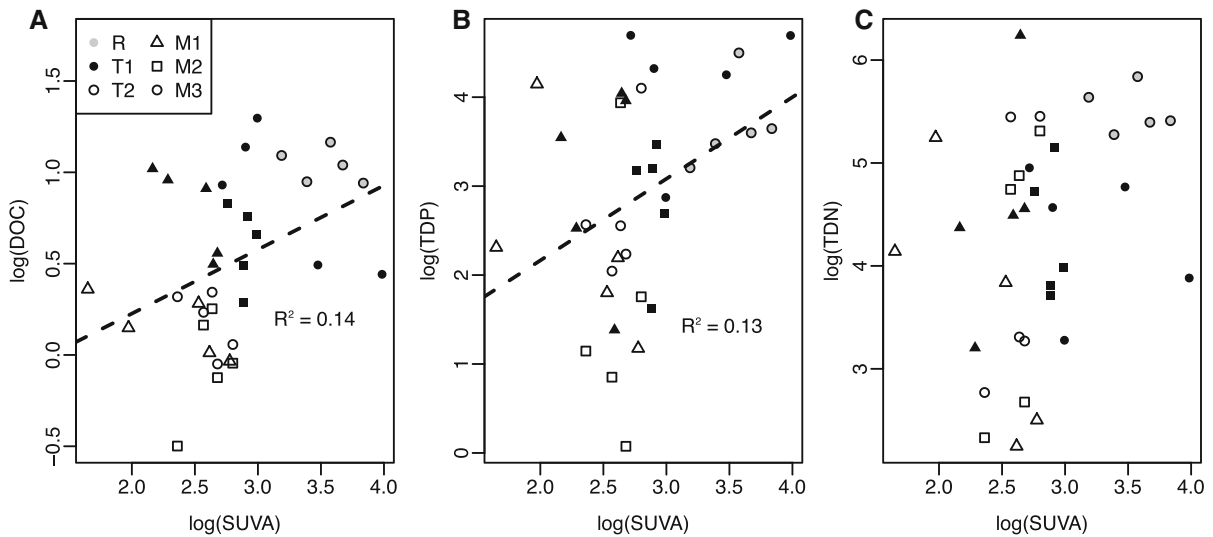 A
R M1
T1 M2
T2 M3
log(DOC)
1.5
1.0
0.5
0.0
−0.5
R² = 0.14
2.0 2.5 3.0 3.5 4.0
log(SUVA)
B
log(TDP)
4
3
2
1
0
R² = 0.13
2.0 2.5 3.0 3.5 4.0
log(SUVA)
C
log(TDN)
6
5
4
3
2.0 2.5 3.0 3.5 4.0
log(SUVA)